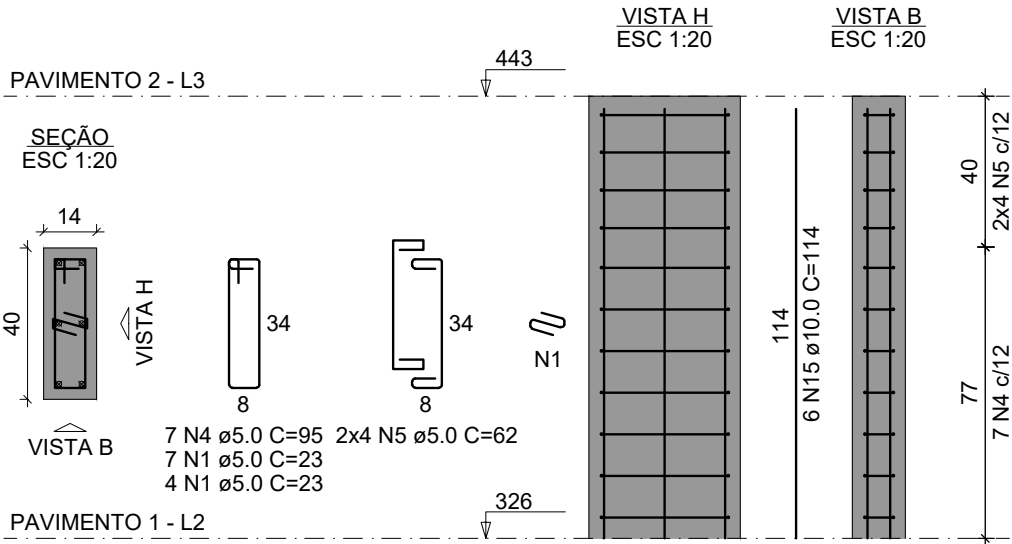 VISTA H
ESC 1:20
VISTA B
ESC 1:20
443
PAVIMENTO 2 - L3
SEÇÃO
ESC 1:20
14
40
VISTA H
VISTA B
34
8
34
8
N1
7 N4 ø5.0 C=95
2x4 N5 ø5.0 C=62
7 N1 ø5.0 C=23
4 N1 ø5.0 C=23
114
6 N15 ø10.0 C=114
40
2x4 N5 c/12
77
7 N4 c/12
326
PAVIMENTO 1 - L2